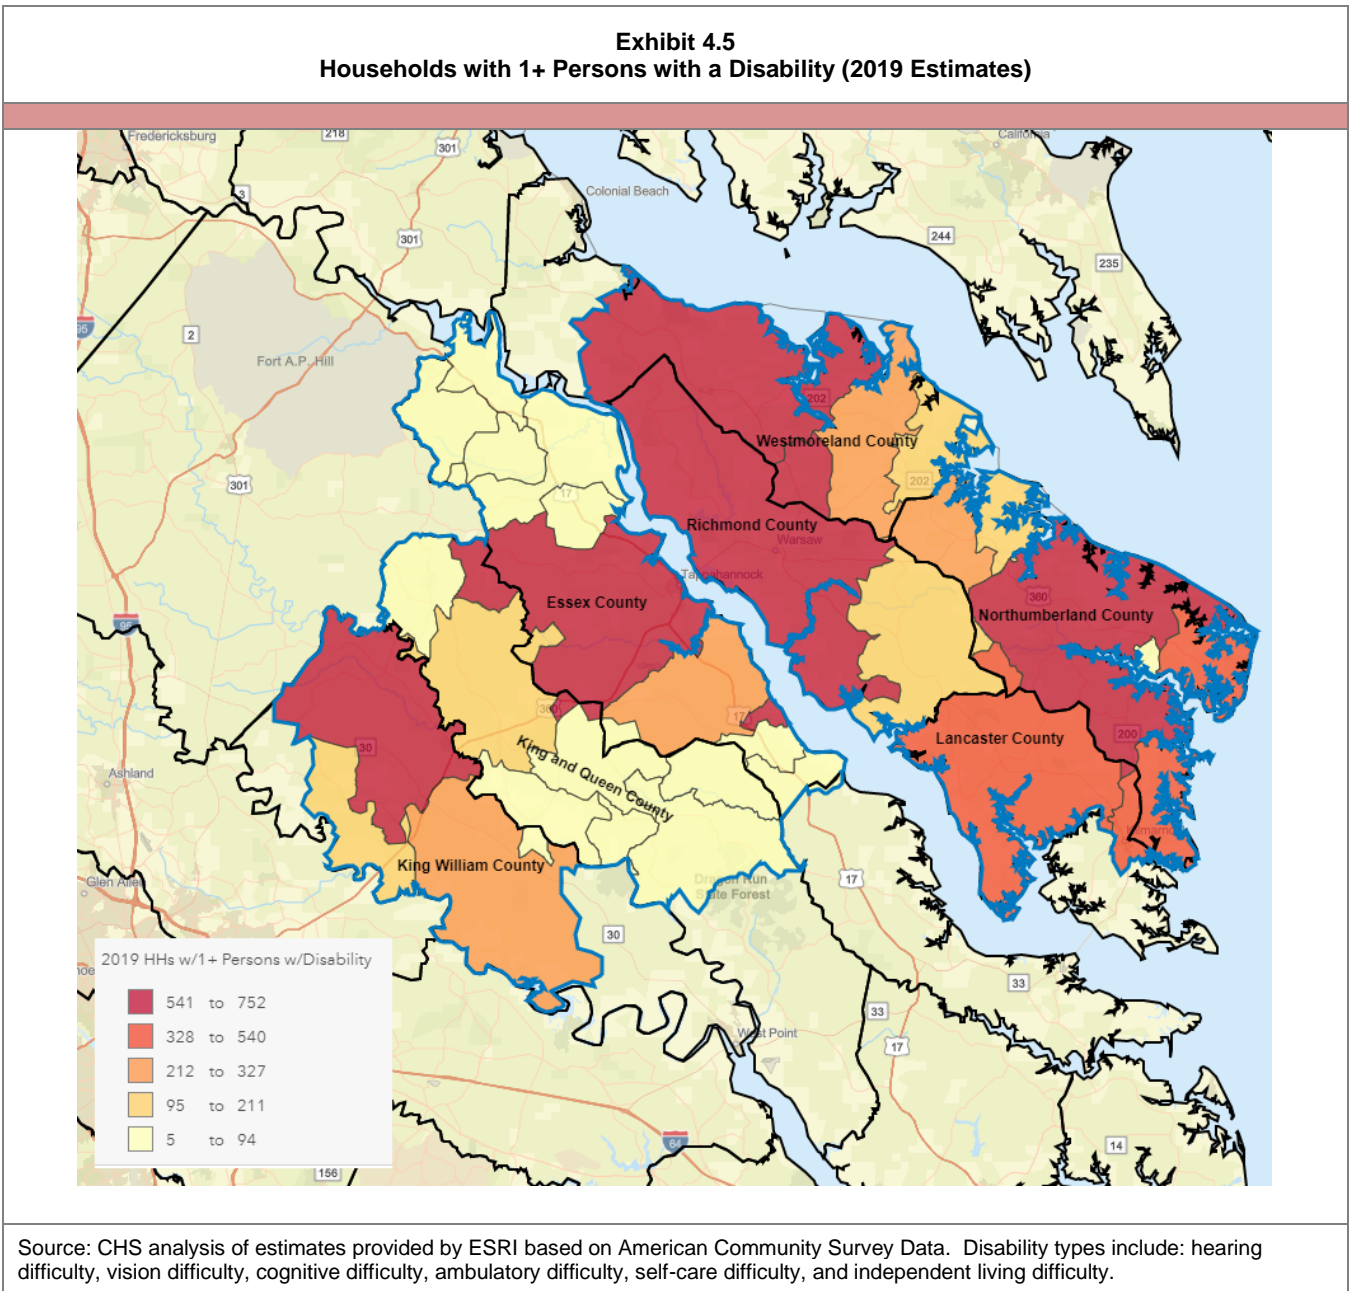 Exhibit 4.5
Households with 1+ Persons with a Disability (2019 Estimates)
Fredericksburg
218
301
California
3
Colonial Beach
301
244
235
95
2
Fort A.P. Hill
202
Westmoreland County
301
17
202
Richmond County
Warsaw
Tappahannock
360
95
Essex County
Northumberland County
360
17
200
30
King and Queen County
Lancaster County
Ashland
King William County
Glen Allen
Dragon Run
State Forest
17
30
33
33
17
West Point
64
14
156
2019 HHs w/1+ Persons w/Disability
541 to 752
328 to 540
212 to 327
95 to 211
5 to 94
Source: CHS analysis of estimates provided by ESRI based on American Community Survey Data. Disability types include: hearing
difficulty, vision difficulty, cognitive difficulty, ambulatory difficulty, self-care difficulty, and independent living difficulty.